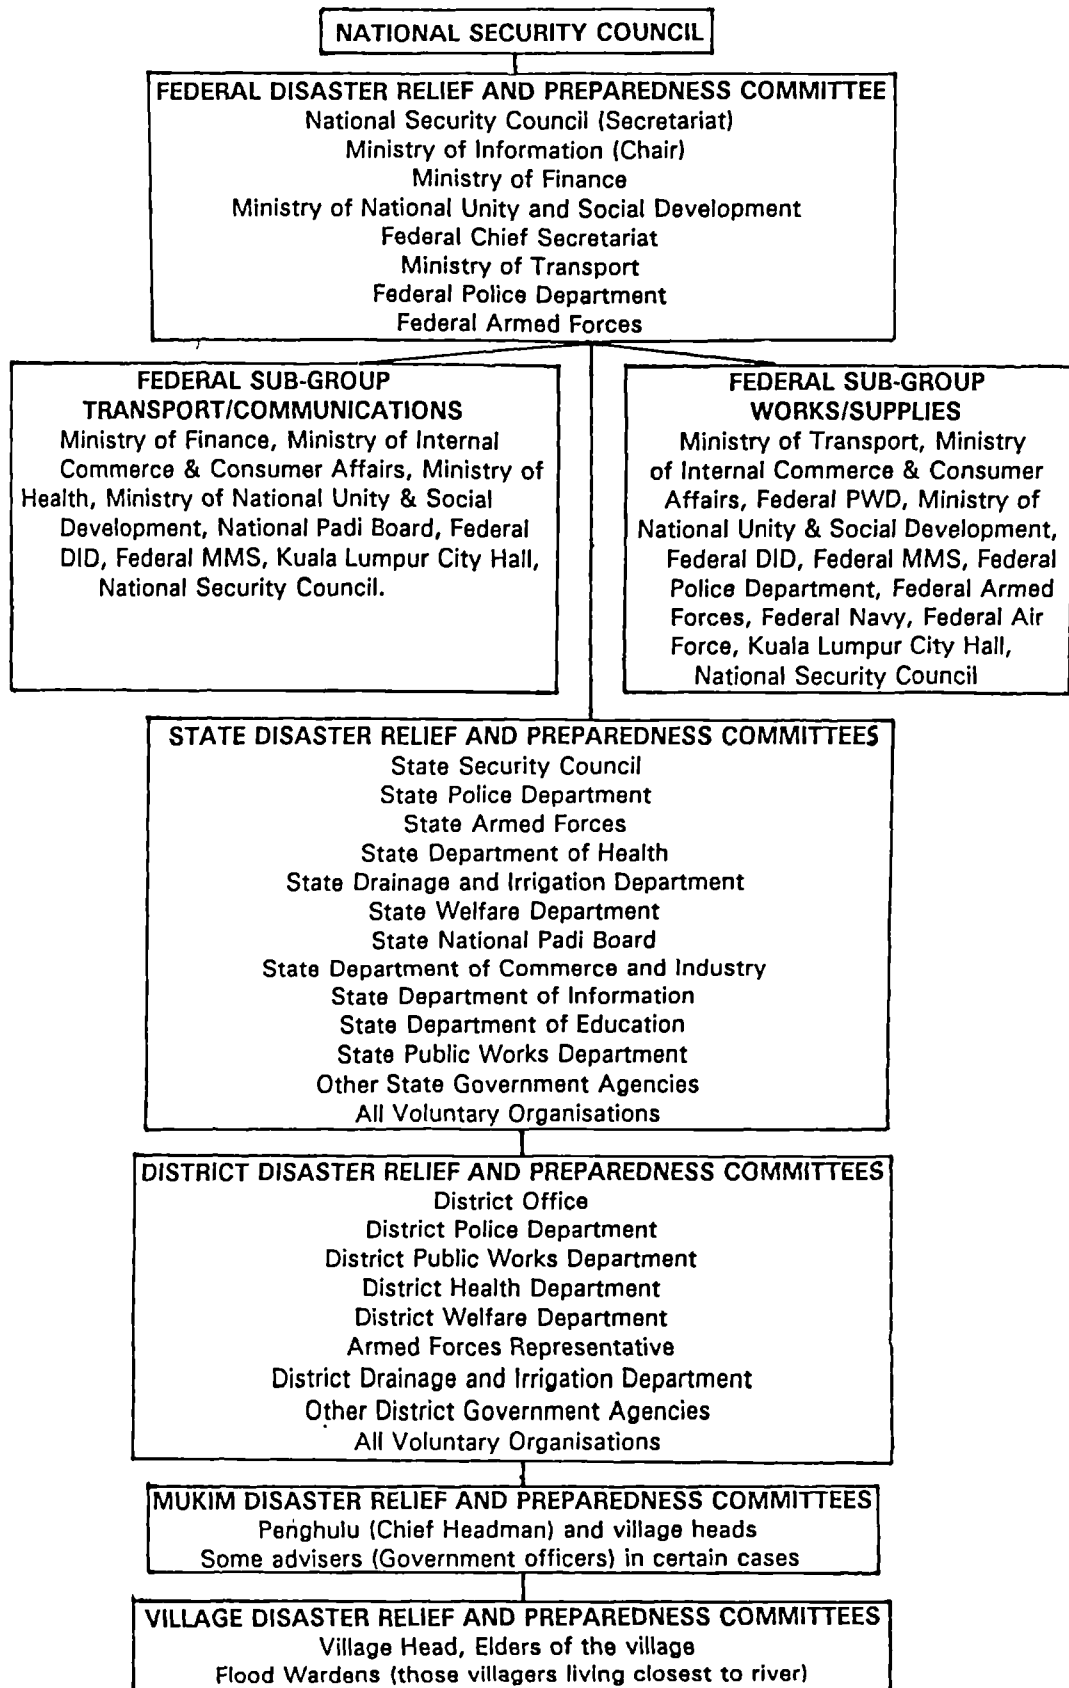 NATIONAL SECURITY COUNCIL
FEDERAL DISASTER RELIEF AND PREPAREDNESS COMMITTEE
National Security Council (Secretariat)
Ministry of Information (Chair)
Ministry of Finance
Ministry of National Unity and Social Development
Federal Chief Secretariat
Ministry of Transport
Federal Police Department
Federal Armed Forces
FEDERAL SUB-GROUP
TRANSPORT/COMMUNICATIONS
Ministry of Finance, Ministry of Internal
Commerce & Consumer Affairs, Ministry of
Health, Ministry of National Unity & Social
Development, National Padi Board, Federal
DID, Federal MMS, Kuala Lumpur City Hall,
National Security Council.
FEDERAL SUB-GROUP
WORKS/SUPPLIES
Ministry of Transport, Ministry
of Internal Commerce & Consumer
Affairs, Federal PWD, Ministry of
National Unity & Social Development,
Federal DID, Federal MMS, Federal
Police Department, Federal Armed
Forces, Federal Navy, Federal Air
Force, Kuala Lumpur City Hall,
National Security Council
STATE DISASTER RELIEF AND PREPAREDNESS COMMITTEES
State Security Council
State Police Department
State Armed Forces
State Department of Health
State Drainage and Irrigation Department
State Welfare Department
State National Padi Board
State Department of Commerce and Industry
State Department of Information
State Department of Education
State Public Works Department
Other State Government Agencies
All Voluntary Organisations
DISTRICT DISASTER RELIEF AND PREPAREDNESS COMMITTEES
District Office
District Police Department
District Public Works Department
District Health Department
District Welfare Department
Armed Forces Representative
District Drainage and Irrigation Department
Other District Government Agencies
All Voluntary Organisations
MUKIM DISASTER RELIEF AND PREPAREDNESS COMMITTEES
Penghulu (Chief Headman) and village heads
Some advisers (Government officers) in certain cases
VILLAGE DISASTER RELIEF AND PREPAREDNESS COMMITTEES
Village Head, Elders of the village
Flood Wardens (those villagers living closest to river)